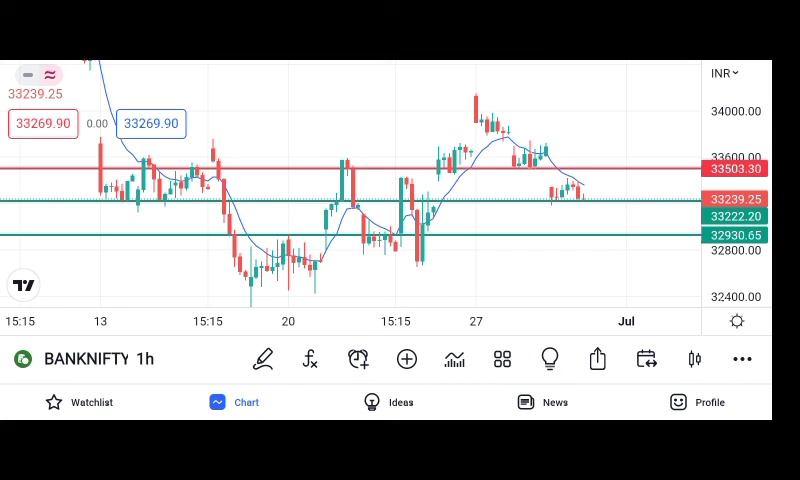 INR
33239.25
33269.90 0.00 33269.90
34000.00
33600.00
33503.30
33239.25
33222.20
32930.65
32800.00
32400.00
15:15 13 15:15 20 15:15 27 Jul
BANKNIFTY 1h
Watchlist Chart Ideas News Profile